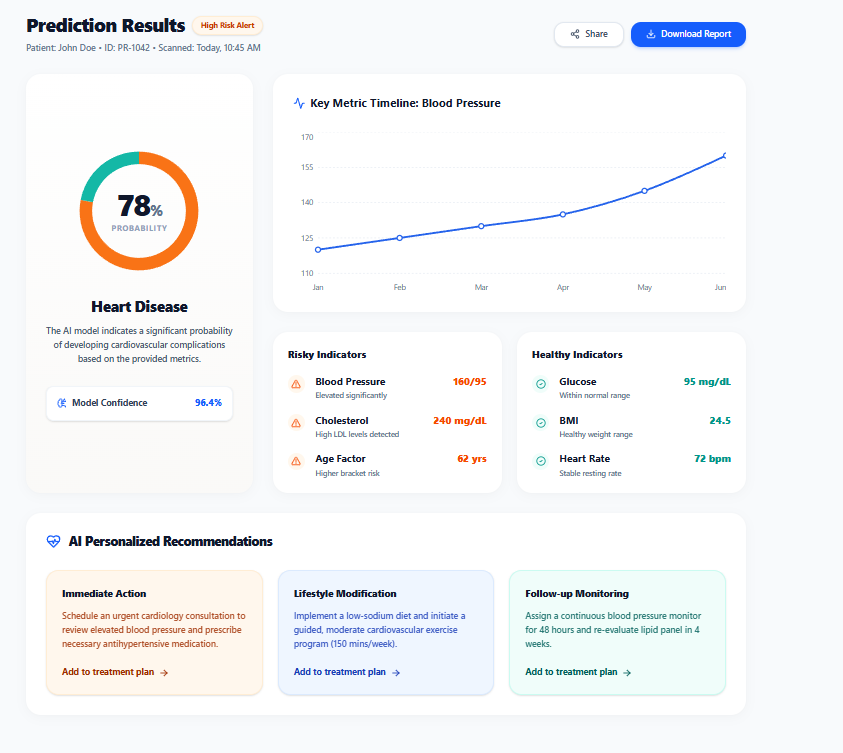 Prediction Results
High Risk Alert
Patient: John Doe • ID: PR-1042 • Scanned: Today, 10:45 AM
Share
Download Report
78%
PROBABILITY
Heart Disease
The AI model indicates a significant probability
of developing cardiovascular complications
based on the provided metrics.
Model Confidence
96.4%
Key Metric Timeline: Blood Pressure
170
155
140
125
110
Jan
Feb
Mar
Apr
May
Jun
Risky Indicators
Blood Pressure
160/95
Elevated significantly
Cholesterol
240 mg/dL
High LDL levels detected
Age Factor
62 yrs
Higher bracket risk
Healthy Indicators
Glucose
95 mg/dL
Within normal range
BMI
24.5
Healthy weight range
Heart Rate
72 bpm
Stable resting rate
AI Personalized Recommendations
Immediate Action
Schedule an urgent cardiology consultation to
review elevated blood pressure and prescribe
necessary antihypertensive medication.
Add to treatment plan →
Lifestyle Modification
Implement a low-sodium diet and initiate a
guided, moderate cardiovascular exercise
program (150 mins/week).
Add to treatment plan →
Follow-up Monitoring
Assign a continuous blood pressure monitor
for 48 hours and re-evaluate lipid panel in 4
weeks.
Add to treatment plan →